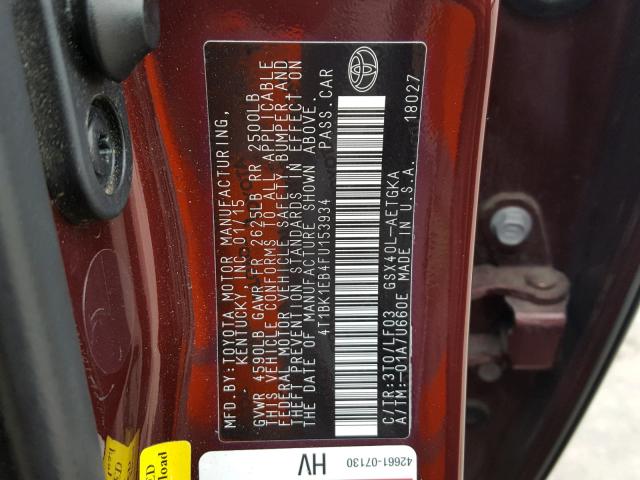 MFD.BY:TOYOTA MOTOR MANUFACTURING,
KENTUCKY,INC. 01/15
GVWR 4590LB GAWR FR 2625LB RR 2500LB
THIS VEHICLE CONFORMS TO ALL APPLICABLE
FEDERAL MOTOR VEHICLE SAFETY,BUMPER AND
THEFT PREVENTION STANDARDS IN EFFECT ON
THE DATE OF MANUFACTURE SHOWN ABOVE.
4T1BK1EB4FU153934 PASS.CAR
C/TR:3T0/LF03 GSX40L-AETGKA
A/TM:-01A/U660E MADE IN U.S.A. 18027
HV
42661-07130